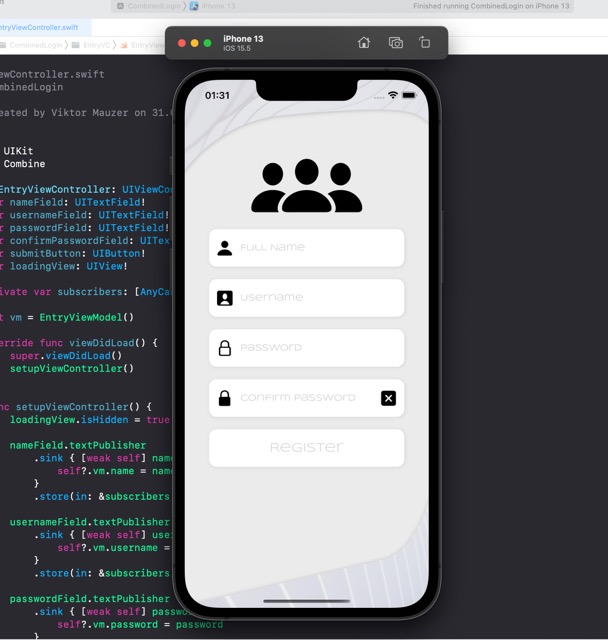 CombinedLogin iPhone 13
Finished running CombinedLogin on iPhone 13
ntryViewController.swift
CombinedLogin EntryVC EntryView
iPhone 13
iOS 15.5
ewController.swift
mbinedLogin
eated by Viktor Mauzer on 31.
UIKit
Combine
EntryViewController: UIViewCo
r nameField: UITextField!
r usernameField: UITextField!
r passwordField: UITextField!
r confirmPasswordField: UITex
r submitButton: UIButton!
r loadingView: UIView!
ivate var subscribers: [AnyCa
t vm = EntryViewModel()
erride func viewDidLoad() {
super.viewDidLoad()
setupViewController()
nc setupViewController() {
loadingView.isHidden = true
nameField.textPublisher
.sink { [weak self] name
self?.vm.name = nam
}
.store(in: &subscribers
usernameField.textPublisher
.sink { [weak self] use
self?.vm.username =
}
.store(in: &subscribers
passwordField.textPublisher
.sink { [weak self] passwo
self?.vm.password = password
}
01:31
Full Name
Username
Password
Confirm Password
Register